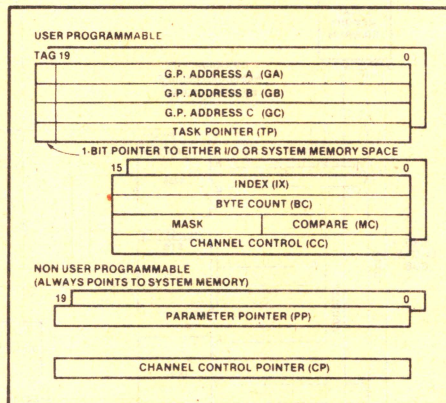 USER PROGRAMMABLE
TAG 19 0
G.P. ADDRESS A (GA)
G.P. ADDRESS B (GB)
G.P. ADDRESS C (GC)
TASK POINTER (TP)
1-BIT POINTER TO EITHER I/O OR SYSTEM MEMORY SPACE
15 0
INDEX (IX)
BYTE COUNT (BC)
MASK COMPARE (MC)
CHANNEL CONTROL (CC)
NON USER PROGRAMMABLE
(ALWAYS POINTS TO SYSTEM MEMORY)
19 0
PARAMETER POINTER (PP)
CHANNEL CONTROL POINTER (CP)